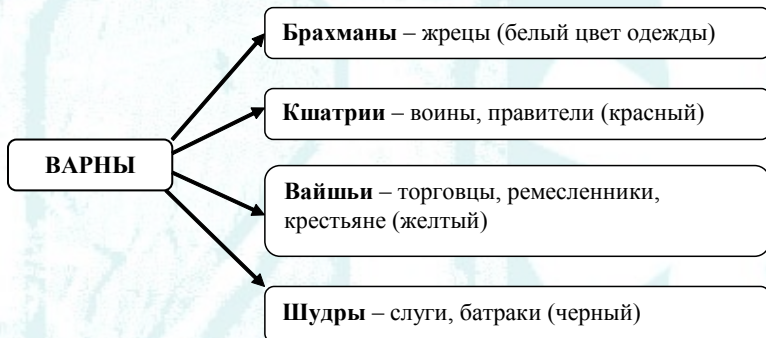 ВАРНЫ
Брахманы – жрецы (белый цвет одежды)
Кшатрии – воины, правители (красный)
Вайшьи – торговцы, ремесленники,
крестьяне (желтый)
Шудры – слуги, батраки (черный)